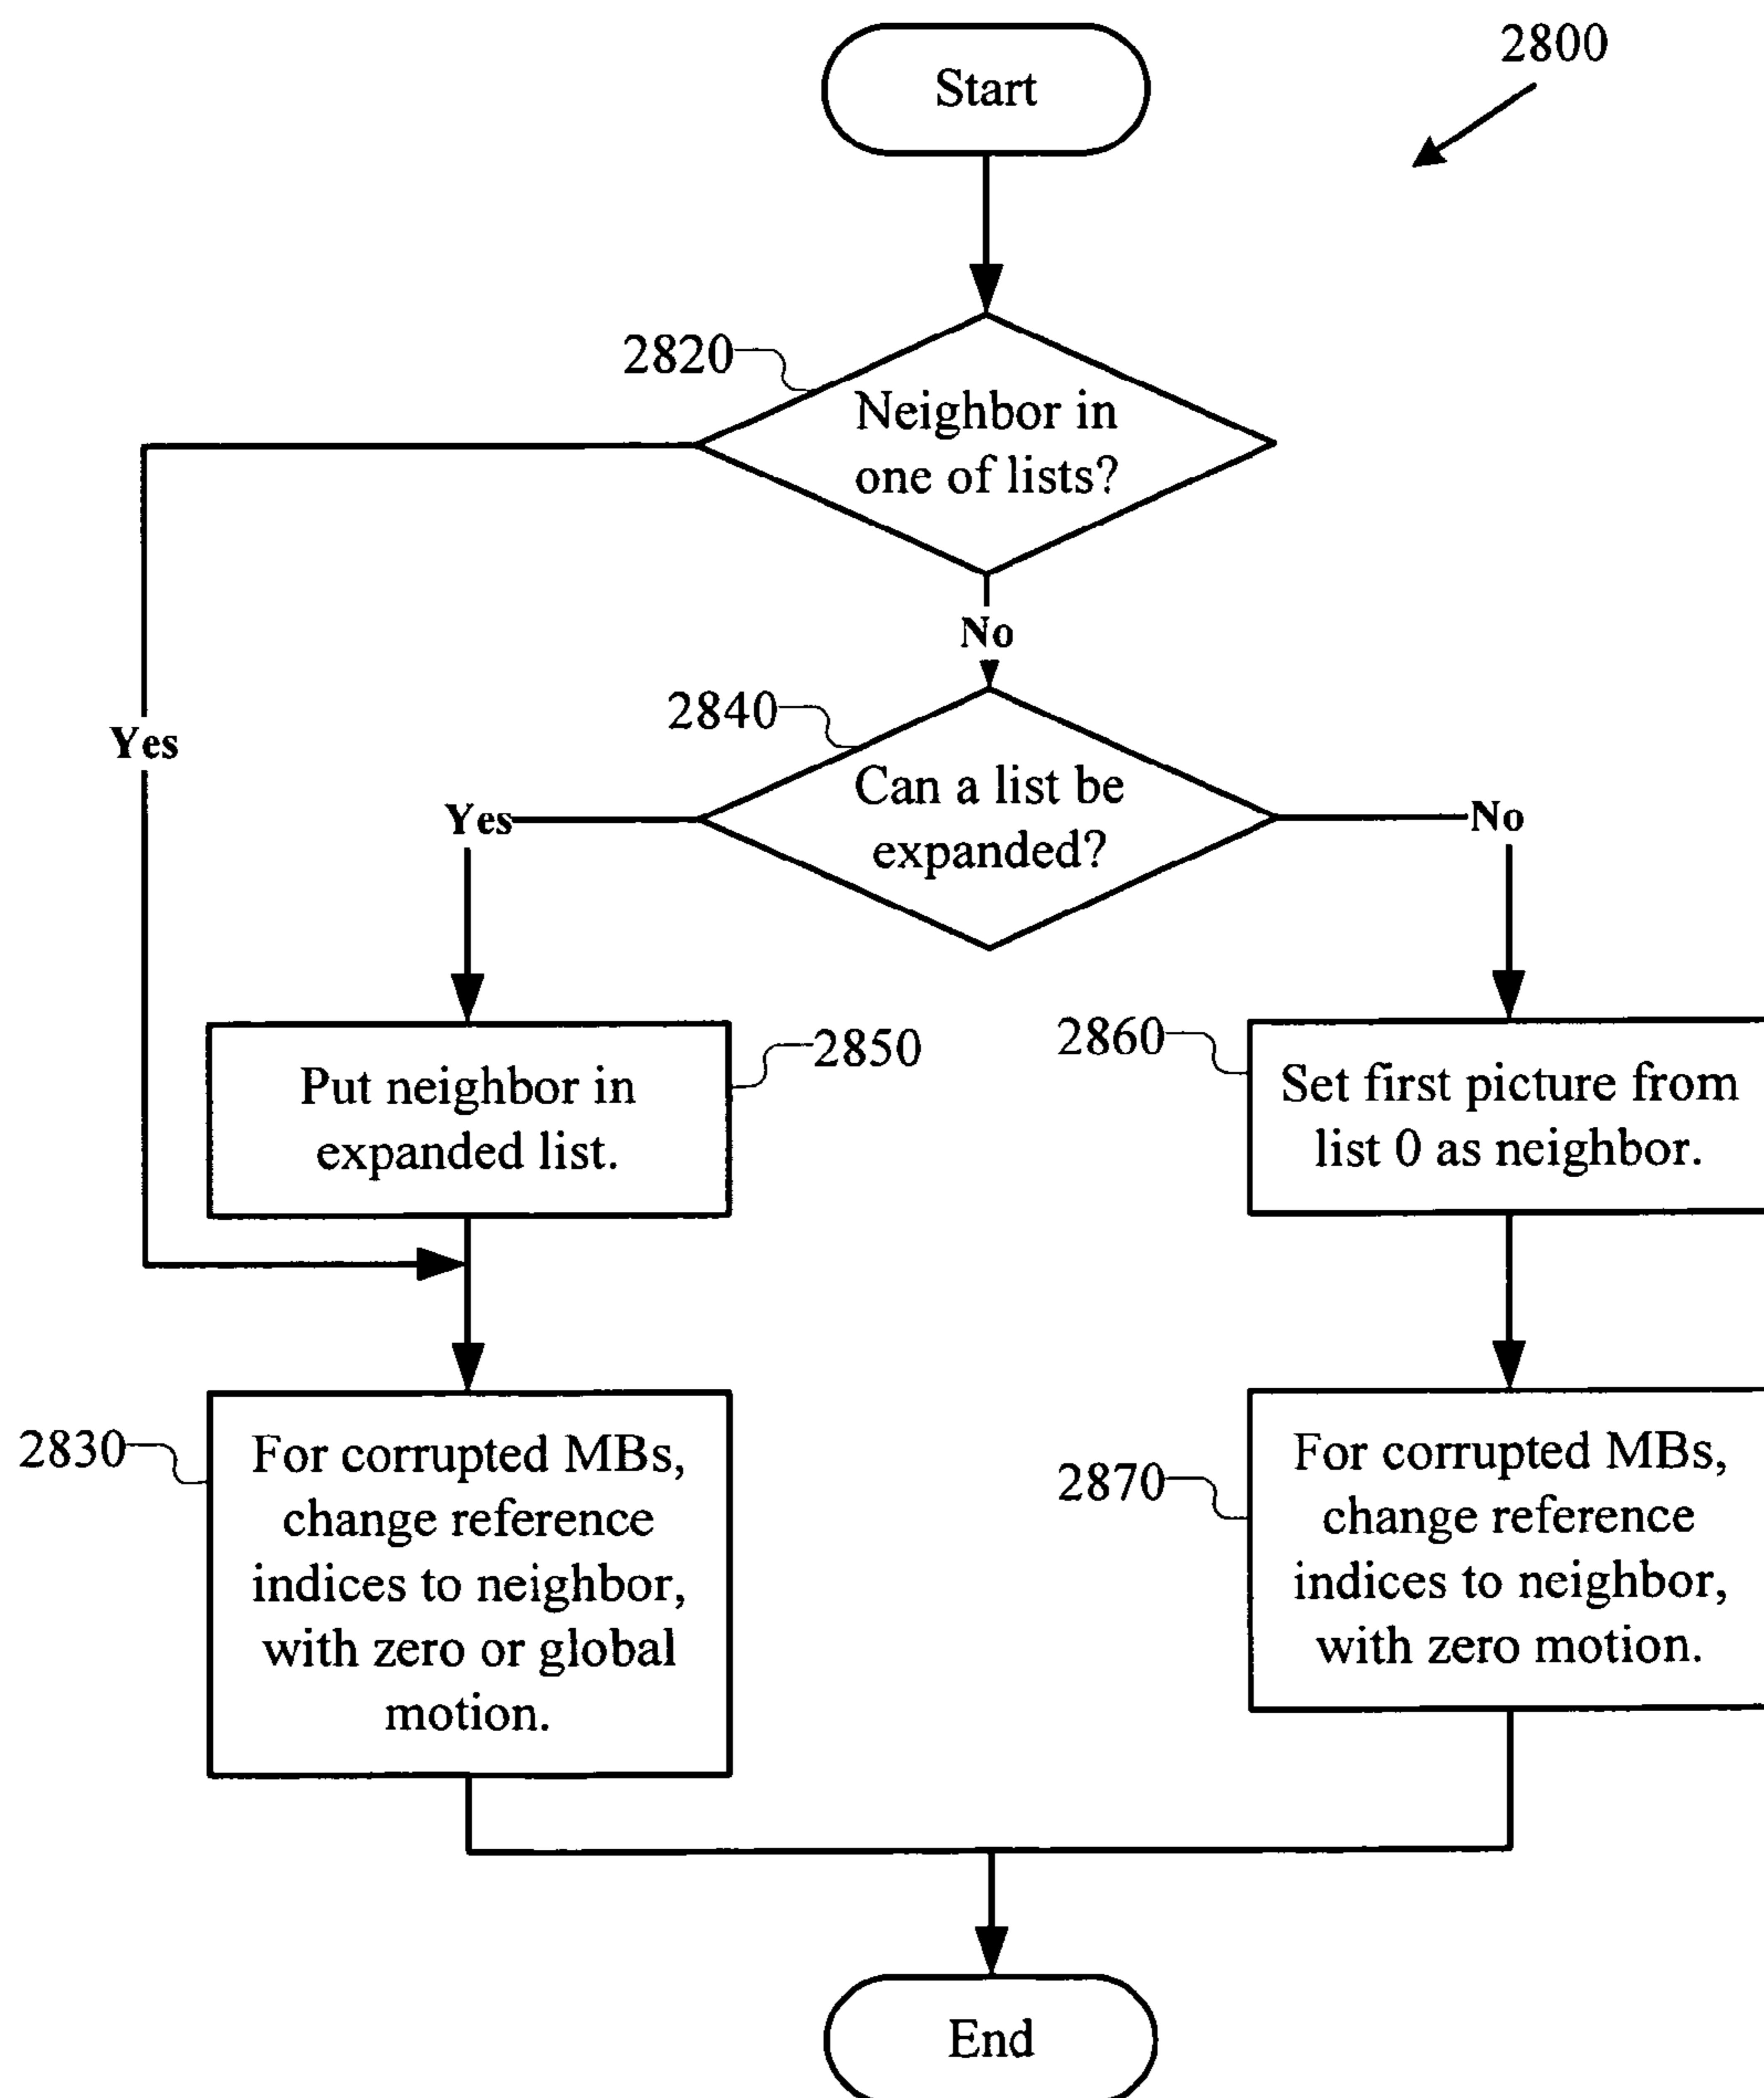 2800
Start
2820
Neighbor in
one of lists?
No
Yes
2840
Can a list be
expanded?
Yes
No
2850
Put neighbor in
expanded list.
2860
Set first picture from
list 0 as neighbor.
2830
For corrupted MBs,
change reference
indices to neighbor,
with zero or global
motion.
2870
For corrupted MBs,
change reference
indices to neighbor,
with zero motion.
End